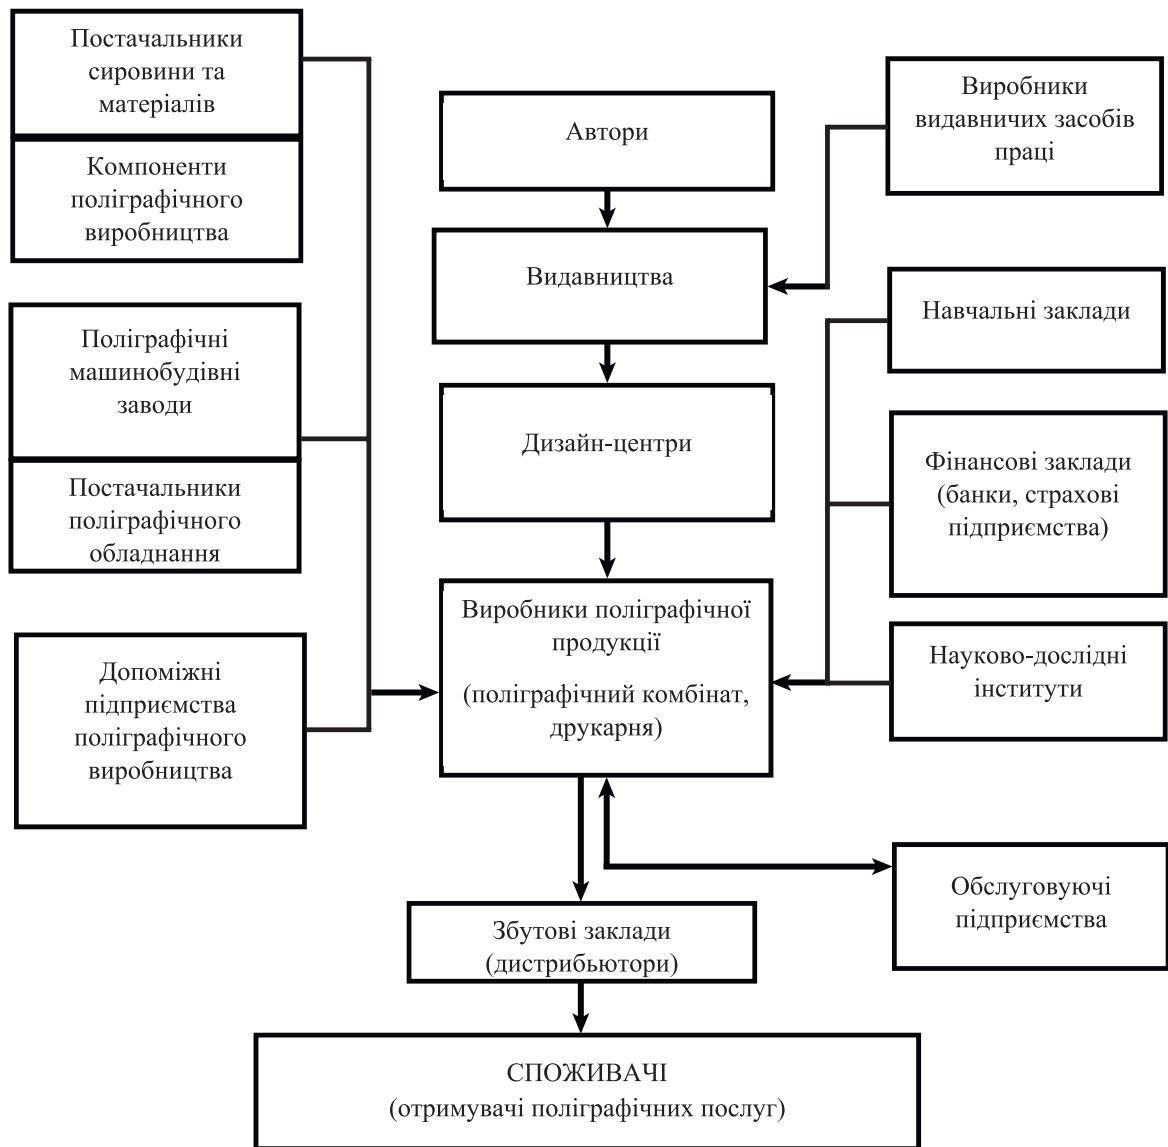 Постачальники
сировини та
матеріалів
Компоненти
поліграфічного
виробництва
Поліграфічні
машинобудівні
заводи
Постачальники
поліграфічного
обладнання
Допоміжні
підприємства
поліграфічного
виробництва
Автори
Видавництва
Дизайн-центри
Виробники поліграфічної
продукції
(поліграфічний комбінат,
друкарня)
Збутові заклади
(дистрибьютори)
СПОЖИВАЧІ
(отримувачі поліграфічних послуг)
Виробники
видавничих засобів
праці
Навчальні заклади
Фінансові заклади
(банки, страхові
підприємства)
Науково-дослідні
інститути
Обслуговуючі
підприємства